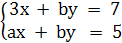 3x + by = 7
ax + by = 5